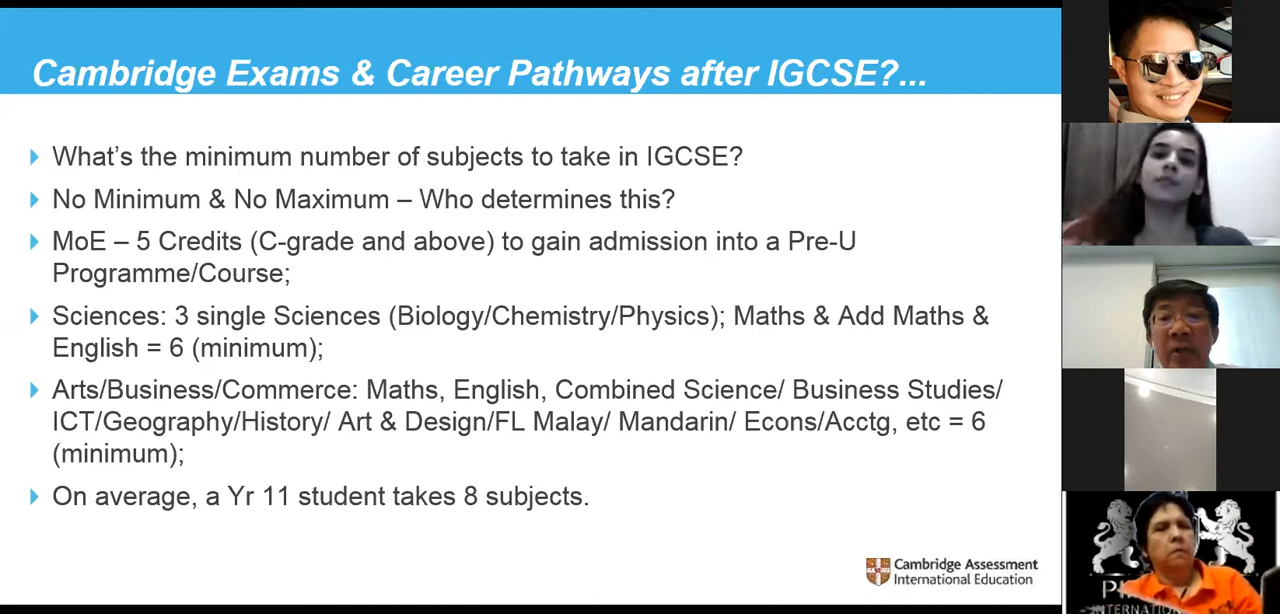 Cambridge Exams & Career Pathways after IGCSE?...
What's the minimum number of subjects to take in IGCSE?
No Minimum & No Maximum – Who determines this?
MoE – 5 Credits (C-grade and above) to gain admission into a Pre-U
Programme/Course;
Sciences: 3 single Sciences (Biology/Chemistry/Physics); Maths & Add Maths &
English = 6 (minimum);
Arts/Business/Commerce: Maths, English, Combined Science/ Business Studies/
ICT/Geography/History/ Art & Design/FL Malay/ Mandarin/ Econs/Acctg, etc = 6
(minimum);
On average, a Yr 11 student takes 8 subjects.
Cambridge Assessment
International Education